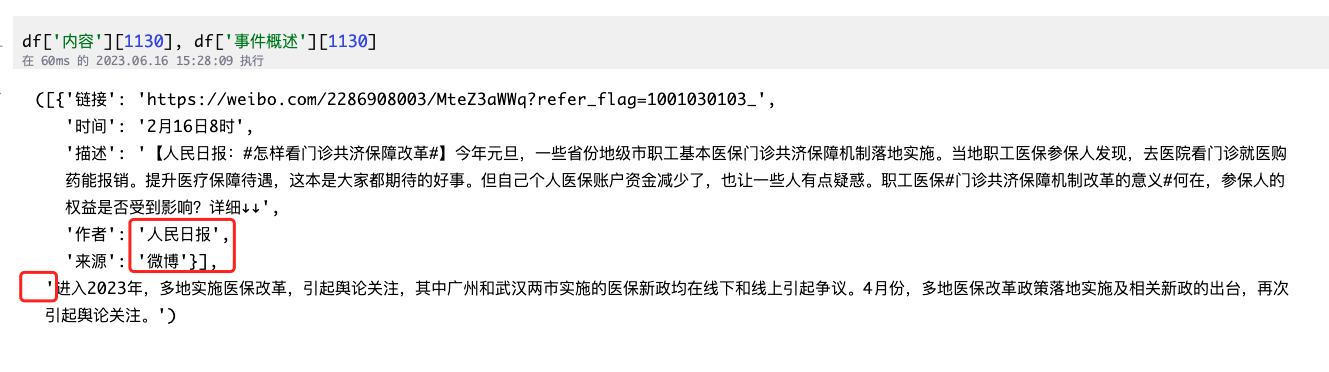 df['内容'][1130], df['事件概述'][1130]
在 60ms 的 2023.06.16 15:28:09 执行
([{'链接': 'https://weibo.com/2286908003/MteZ3aWWq?refer_flag=1001030103_',
'时间': '2月16日8时',
'描述': '【人民日报：#怎样看门诊共济保障改革#】今年元旦，一些省份地级市职工基本医保门诊共济保障机制落地实施。当地职工医保参保人发现，去医院看门诊就医购
药能报销。提升医疗保障待遇，这本是大家都期待的好事。但自己个人医保账户资金减少了，也让一些人有点疑惑。职工医保#门诊共济保障机制改革的意义#何在，参保人的
权益是否受到影响？详细↓↓',
'作者': '人民日报',
'来源': '微博'}],
'进入2023年，多地实施医保改革，引起舆论关注，其中广州和武汉两市实施的医保新政均在线下和线上引起争议。4月份，多地医保改革政策落地实施及相关新政的出台，再次
引起舆论关注。')